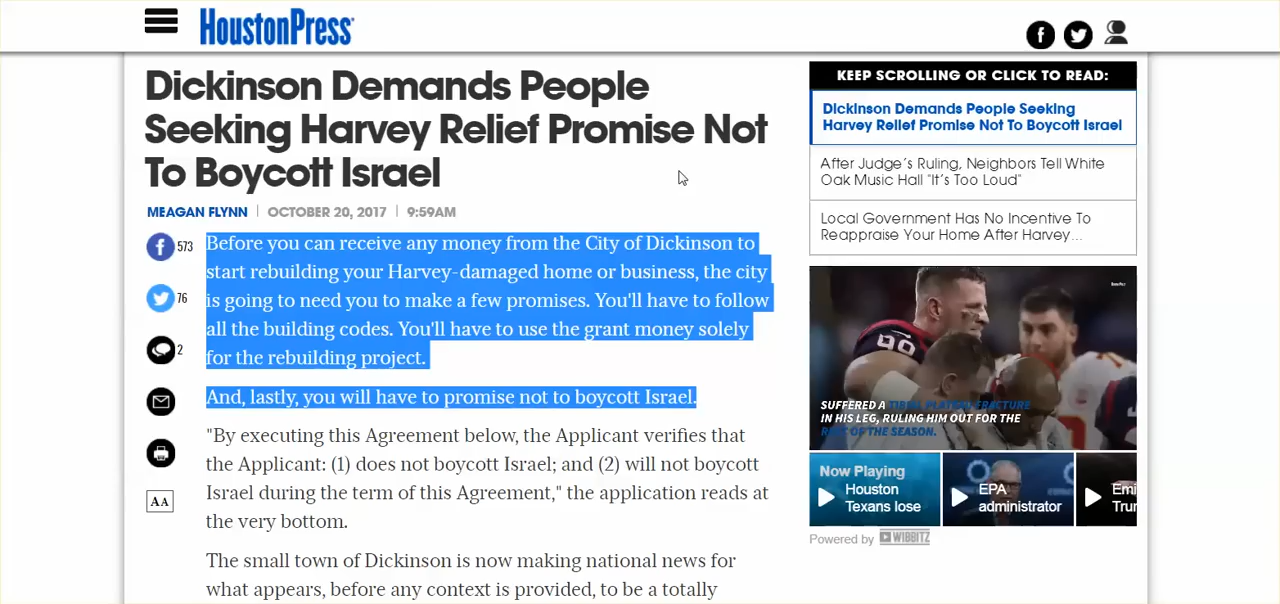 HoustonPress
Dickinson Demands People
Seeking Harvey Relief Promise Not
To Boycott Israel
MEAGAN FLYNN | OCTOBER 20, 2017 | 9:59AM
573
76
2
AA
Before you can receive any money from the City of Dickinson to
start rebuilding your Harvey-damaged home or business, the city
is going to need you to make a few promises. You'll have to follow
all the building codes. You'll have to use the grant money solely
for the rebuilding project.
And, lastly, you will have to promise not to boycott Israel.
"By executing this Agreement below, the Applicant verifies that
the Applicant: (1) does not boycott Israel; and (2) will not boycott
Israel during the term of this Agreement," the application reads at
the very bottom.
The small town of Dickinson is now making national news for
what appears, before any context is provided, to be a totally
KEEP SCROLLING OR CLICK TO READ:
Dickinson Demands People Seeking
Harvey Relief Promise Not To Boycott Israel
After Judge's Ruling, Neighbors Tell White
Oak Music Hall "It's Too Loud"
Local Government Has No Incentive To
Reappraise Your Home After Harvey...
SUFFERED A TIBIAL PLATEAU FRACTURE
IN HIS LEG, RULING HIM OUT FOR THE
REST OF THE SEASON.
Now Playing
Houston
Texans lose
EPA
administrator
Emi
Trur
Powered by WIBBITZ